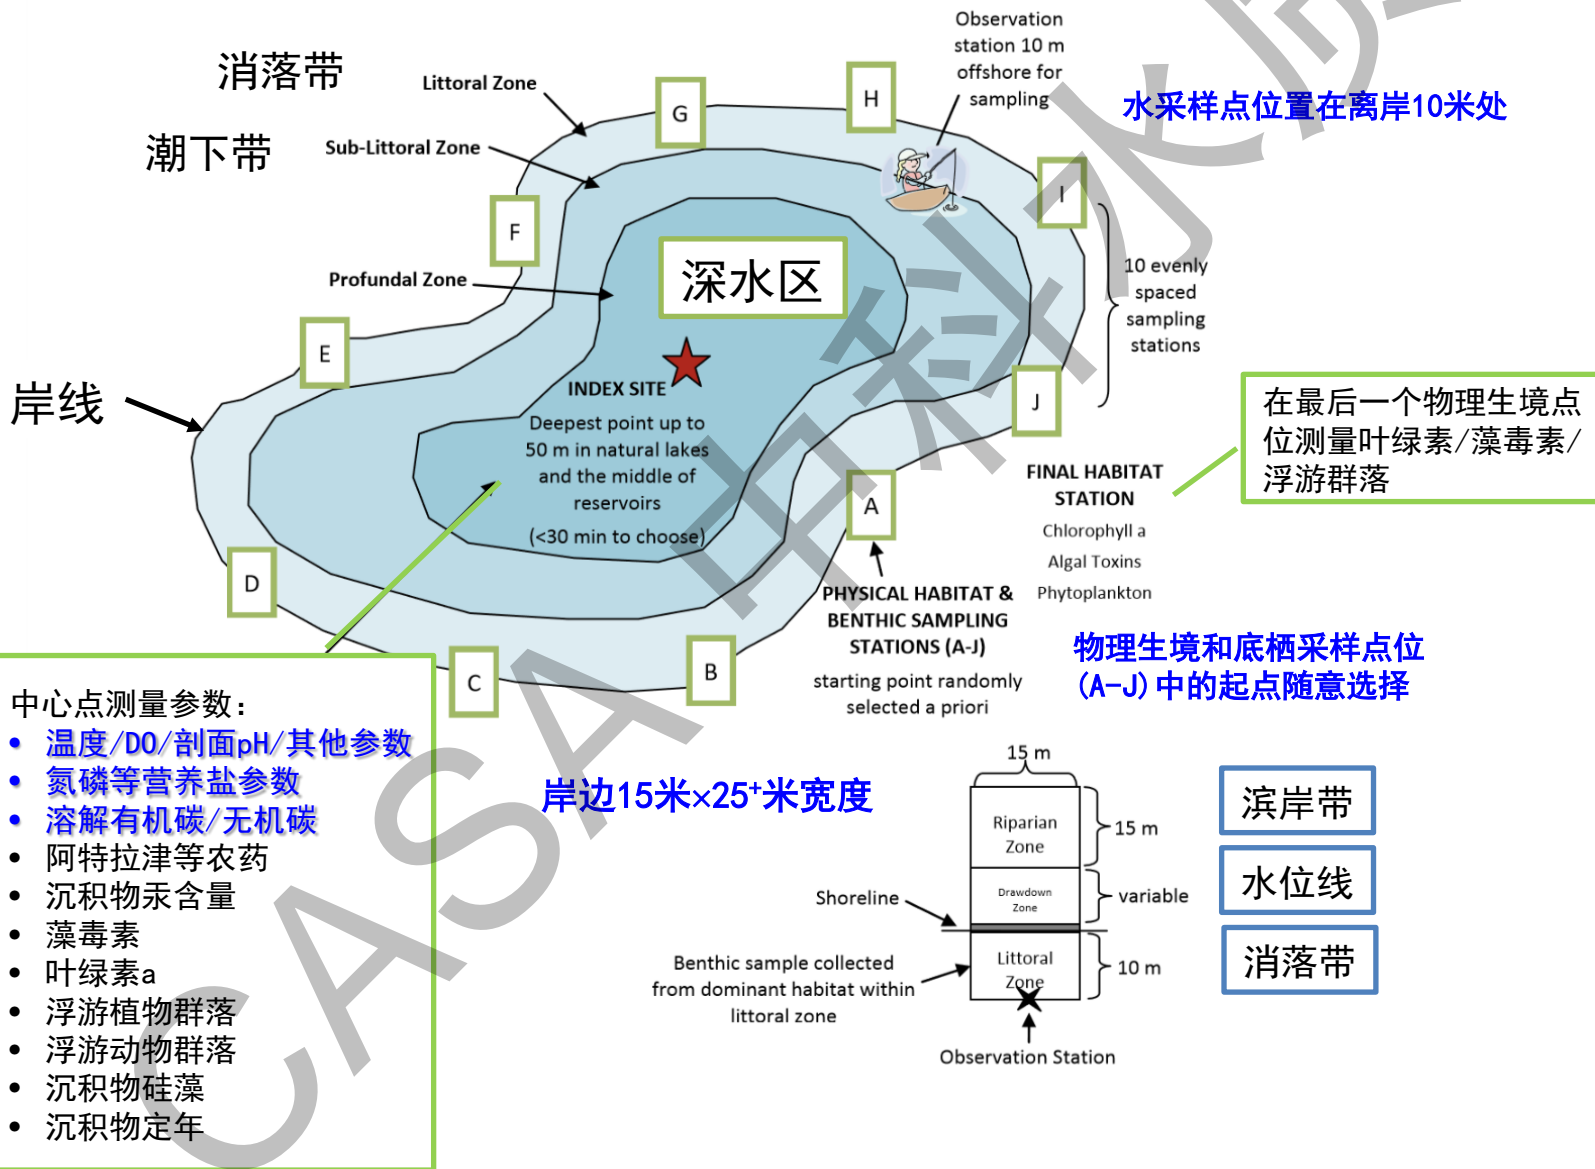 消落带
Littoral Zone
潮下带
Sub-Littoral Zone
Profundal Zone
岸线
深水区
Observation
station 10 m
offshore for
sampling
水采样点位置在离岸10米处
A
B
C
D
E
F
G
H
I
J
10 evenly
spaced
sampling
stations
INDEX SITE
Deepest point up to
50 m in natural lakes
and the middle of
reservoirs
(<30 min to choose)
在最后一个物理生境点
位测量叶绿素/藻毒素/
浮游群落
FINAL HABITAT
STATION
Chlorophyll a
Algal Toxins
Phytoplankton
PHYSICAL HABITAT &
BENTHIC SAMPLING
STATIONS (A-J)
starting point randomly
selected a priori
物理生境和底栖采样点位
(A-J)中的起点随意选择
中心点测量参数:
• 温度/DO/剖面pH/其他参数
• 氮磷等营养盐参数
• 溶解有机碳/无机碳
• 阿特拉津等农药
• 沉积物汞含量
• 藻毒素
• 叶绿素a
• 浮游植物群落
• 浮游动物群落
• 沉积物硅藻
• 沉积物定年
岸边15米×25⁺米宽度
15 m
Riparian
Zone
15 m
Drawdown
Zone
variable
Shoreline
Littoral
Zone
10 m
Benthic sample collected
from dominant habitat within
littoral zone
Observation Station
滨岸带
水位线
消落带
CASA 中科水质